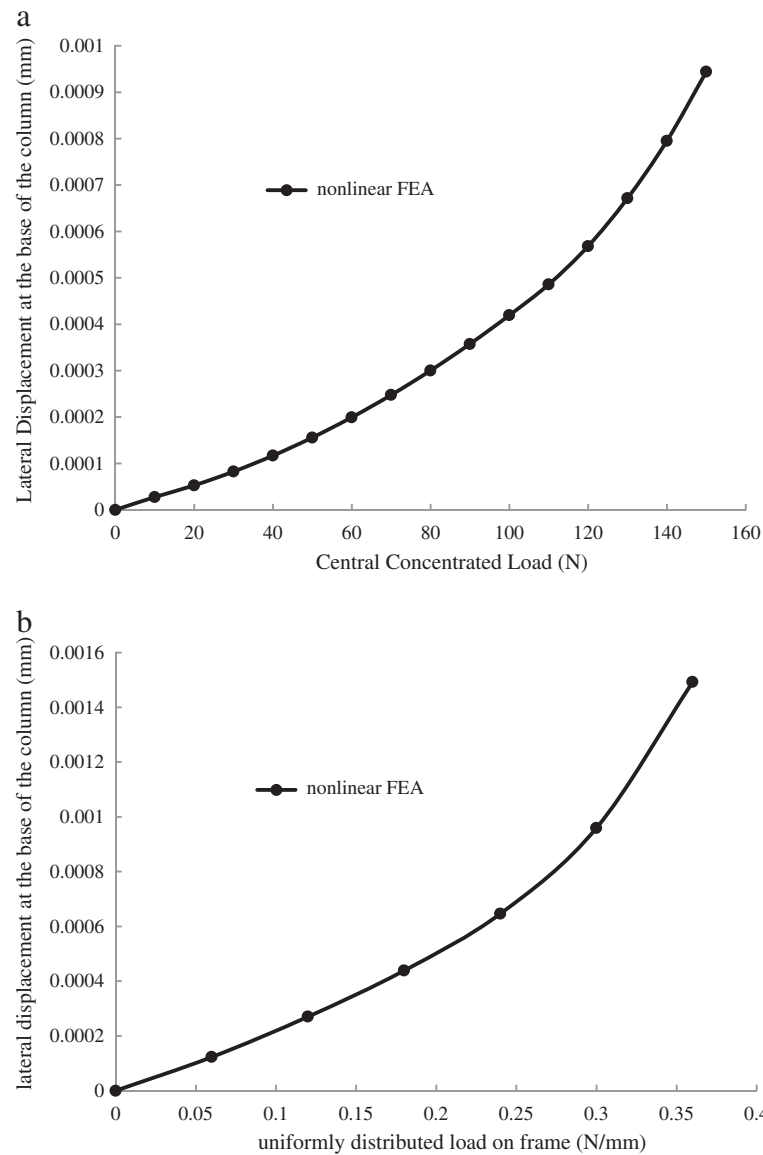 a
Lateral Displacement at the base of the column (mm)
0.001
0.0009
0.0008
0.0007
0.0006
0.0005
0.0004
0.0003
0.0002
0.0001
0
nonlinear FEA
0 20 40 60 80 100 120 140 160
Central Concentrated Load (N)
b
lateral displacement at the base of the column (mm)
0.0016
0.0014
0.0012
0.001
0.0008
0.0006
0.0004
0.0002
0
nonlinear FEA
0 0.05 0.1 0.15 0.2 0.25 0.3 0.35
uniformly distributed load on frame (N/mm)